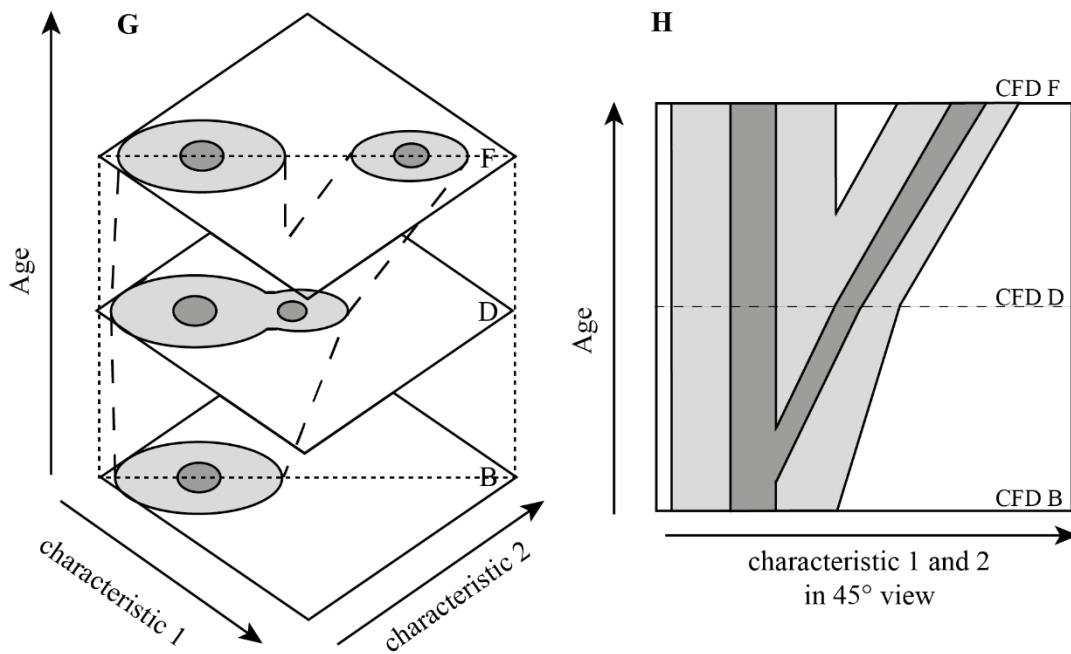 G
Age
F
D
B
characteristic 1
characteristic 2
H
CFD F
CFD D
CFD B
Age
characteristic 1 and 2
in 45° view